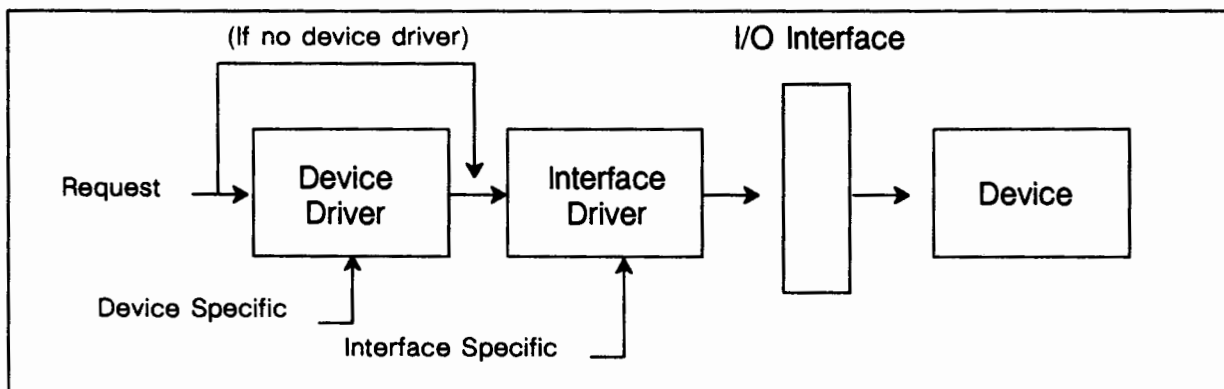 (If no device driver)
I/O Interface
Request
Device
Driver
Interface
Driver
Device
Device Specific
Interface Specific